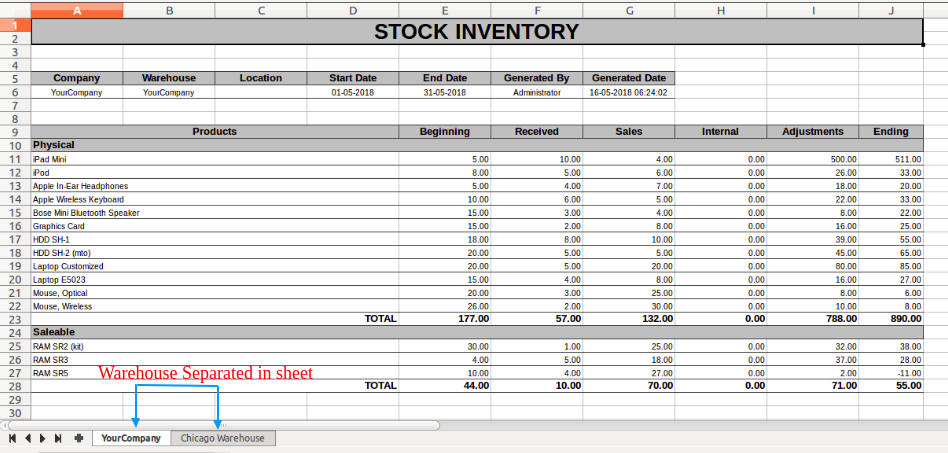 A B C D E F G H I J
1 STOCK INVENTORY
2
3
4
5 Company Warehouse Location Start Date End Date Generated By Generated Date
6 YourCompany YourCompany 01-05-2018 31-05-2018 Administrator 16-05-2018 06:24:02
7
8
9 Products Beginning Received Sales Internal Adjustments Ending
10 Physical
11 iPad Mini 5.00 10.00 4.00 0.00 500.00 511.00
12 iPod 8.00 5.00 6.00 0.00 26.00 33.00
13 Apple In-Ear Headphones 5.00 4.00 7.00 0.00 18.00 20.00
14 Apple Wireless Keyboard 10.00 6.00 5.00 0.00 22.00 33.00
15 Bose Mini Bluetooth Speaker 15.00 3.00 4.00 0.00 8.00 22.00
16 Graphics Card 15.00 2.00 8.00 0.00 16.00 25.00
17 HDD SH-1 18.00 8.00 10.00 0.00 39.00 55.00
18 HDD SH-2 (mto) 20.00 5.00 5.00 0.00 45.00 65.00
19 Laptop Customized 20.00 5.00 20.00 0.00 80.00 85.00
20 Laptop E5023 15.00 4.00 8.00 0.00 16.00 27.00
21 Mouse, Optical 20.00 3.00 25.00 0.00 8.00 6.00
22 Mouse, Wireless 26.00 2.00 30.00 0.00 10.00 8.00
23 TOTAL 177.00 57.00 132.00 0.00 788.00 890.00
24 Saleable
25 RAM SR2 (kit) 30.00 1.00 25.00 0.00 32.00 38.00
26 RAM SR3 4.00 5.00 18.00 0.00 37.00 28.00
27 RAM SR5 10.00 4.00 27.00 0.00 2.00 -11.00
Warehouse Separated in sheet
28 TOTAL 44.00 10.00 70.00 0.00 71.00 55.00
29
30
YourCompany Chicago Warehouse